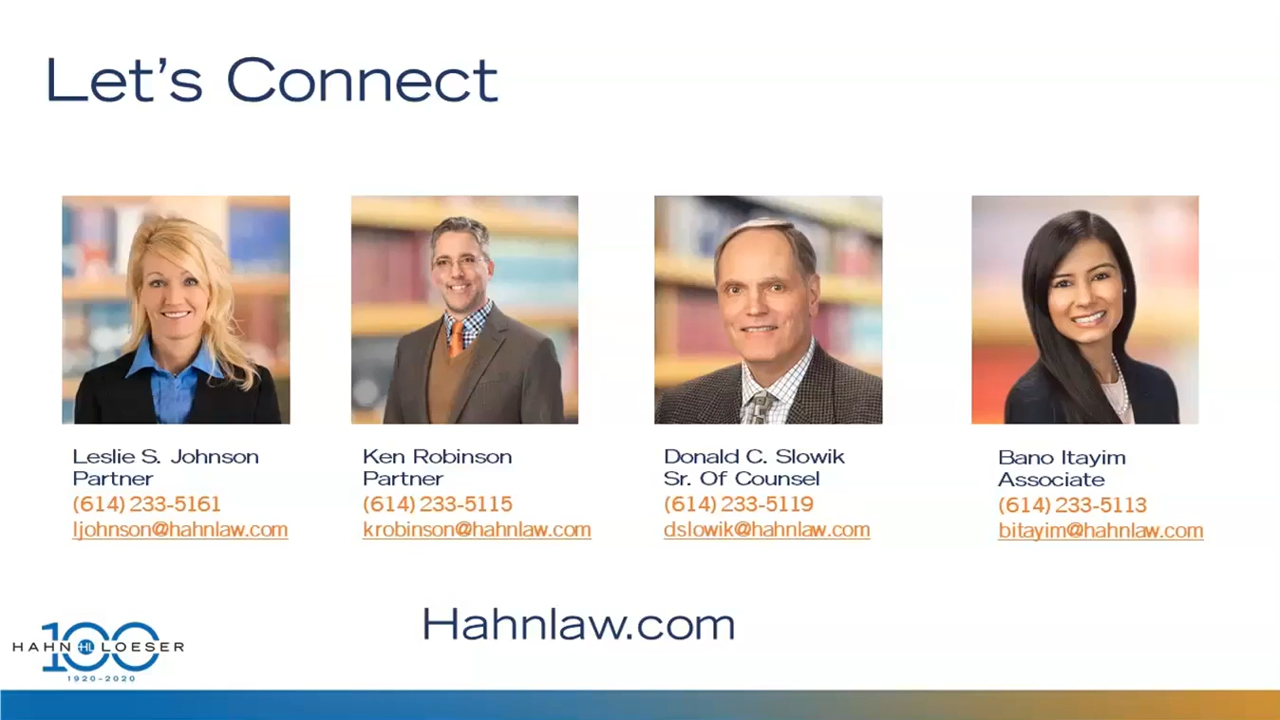 Let's Connect
Leslie S. Johnson
Partner
(614) 233-5161
ljohnson@hahnlaw.com
Ken Robinson
Partner
(614) 233-5115
krobinson@hahnlaw.com
Donald C. Slowik
Sr. Of Counsel
(614) 233-5119
dslowik@hahnlaw.com
Bano Itayim
Associate
(614) 233-5113
bitayim@hahnlaw.com
Hahnlaw.com
100
HAHN HL LOESER
1920-2020